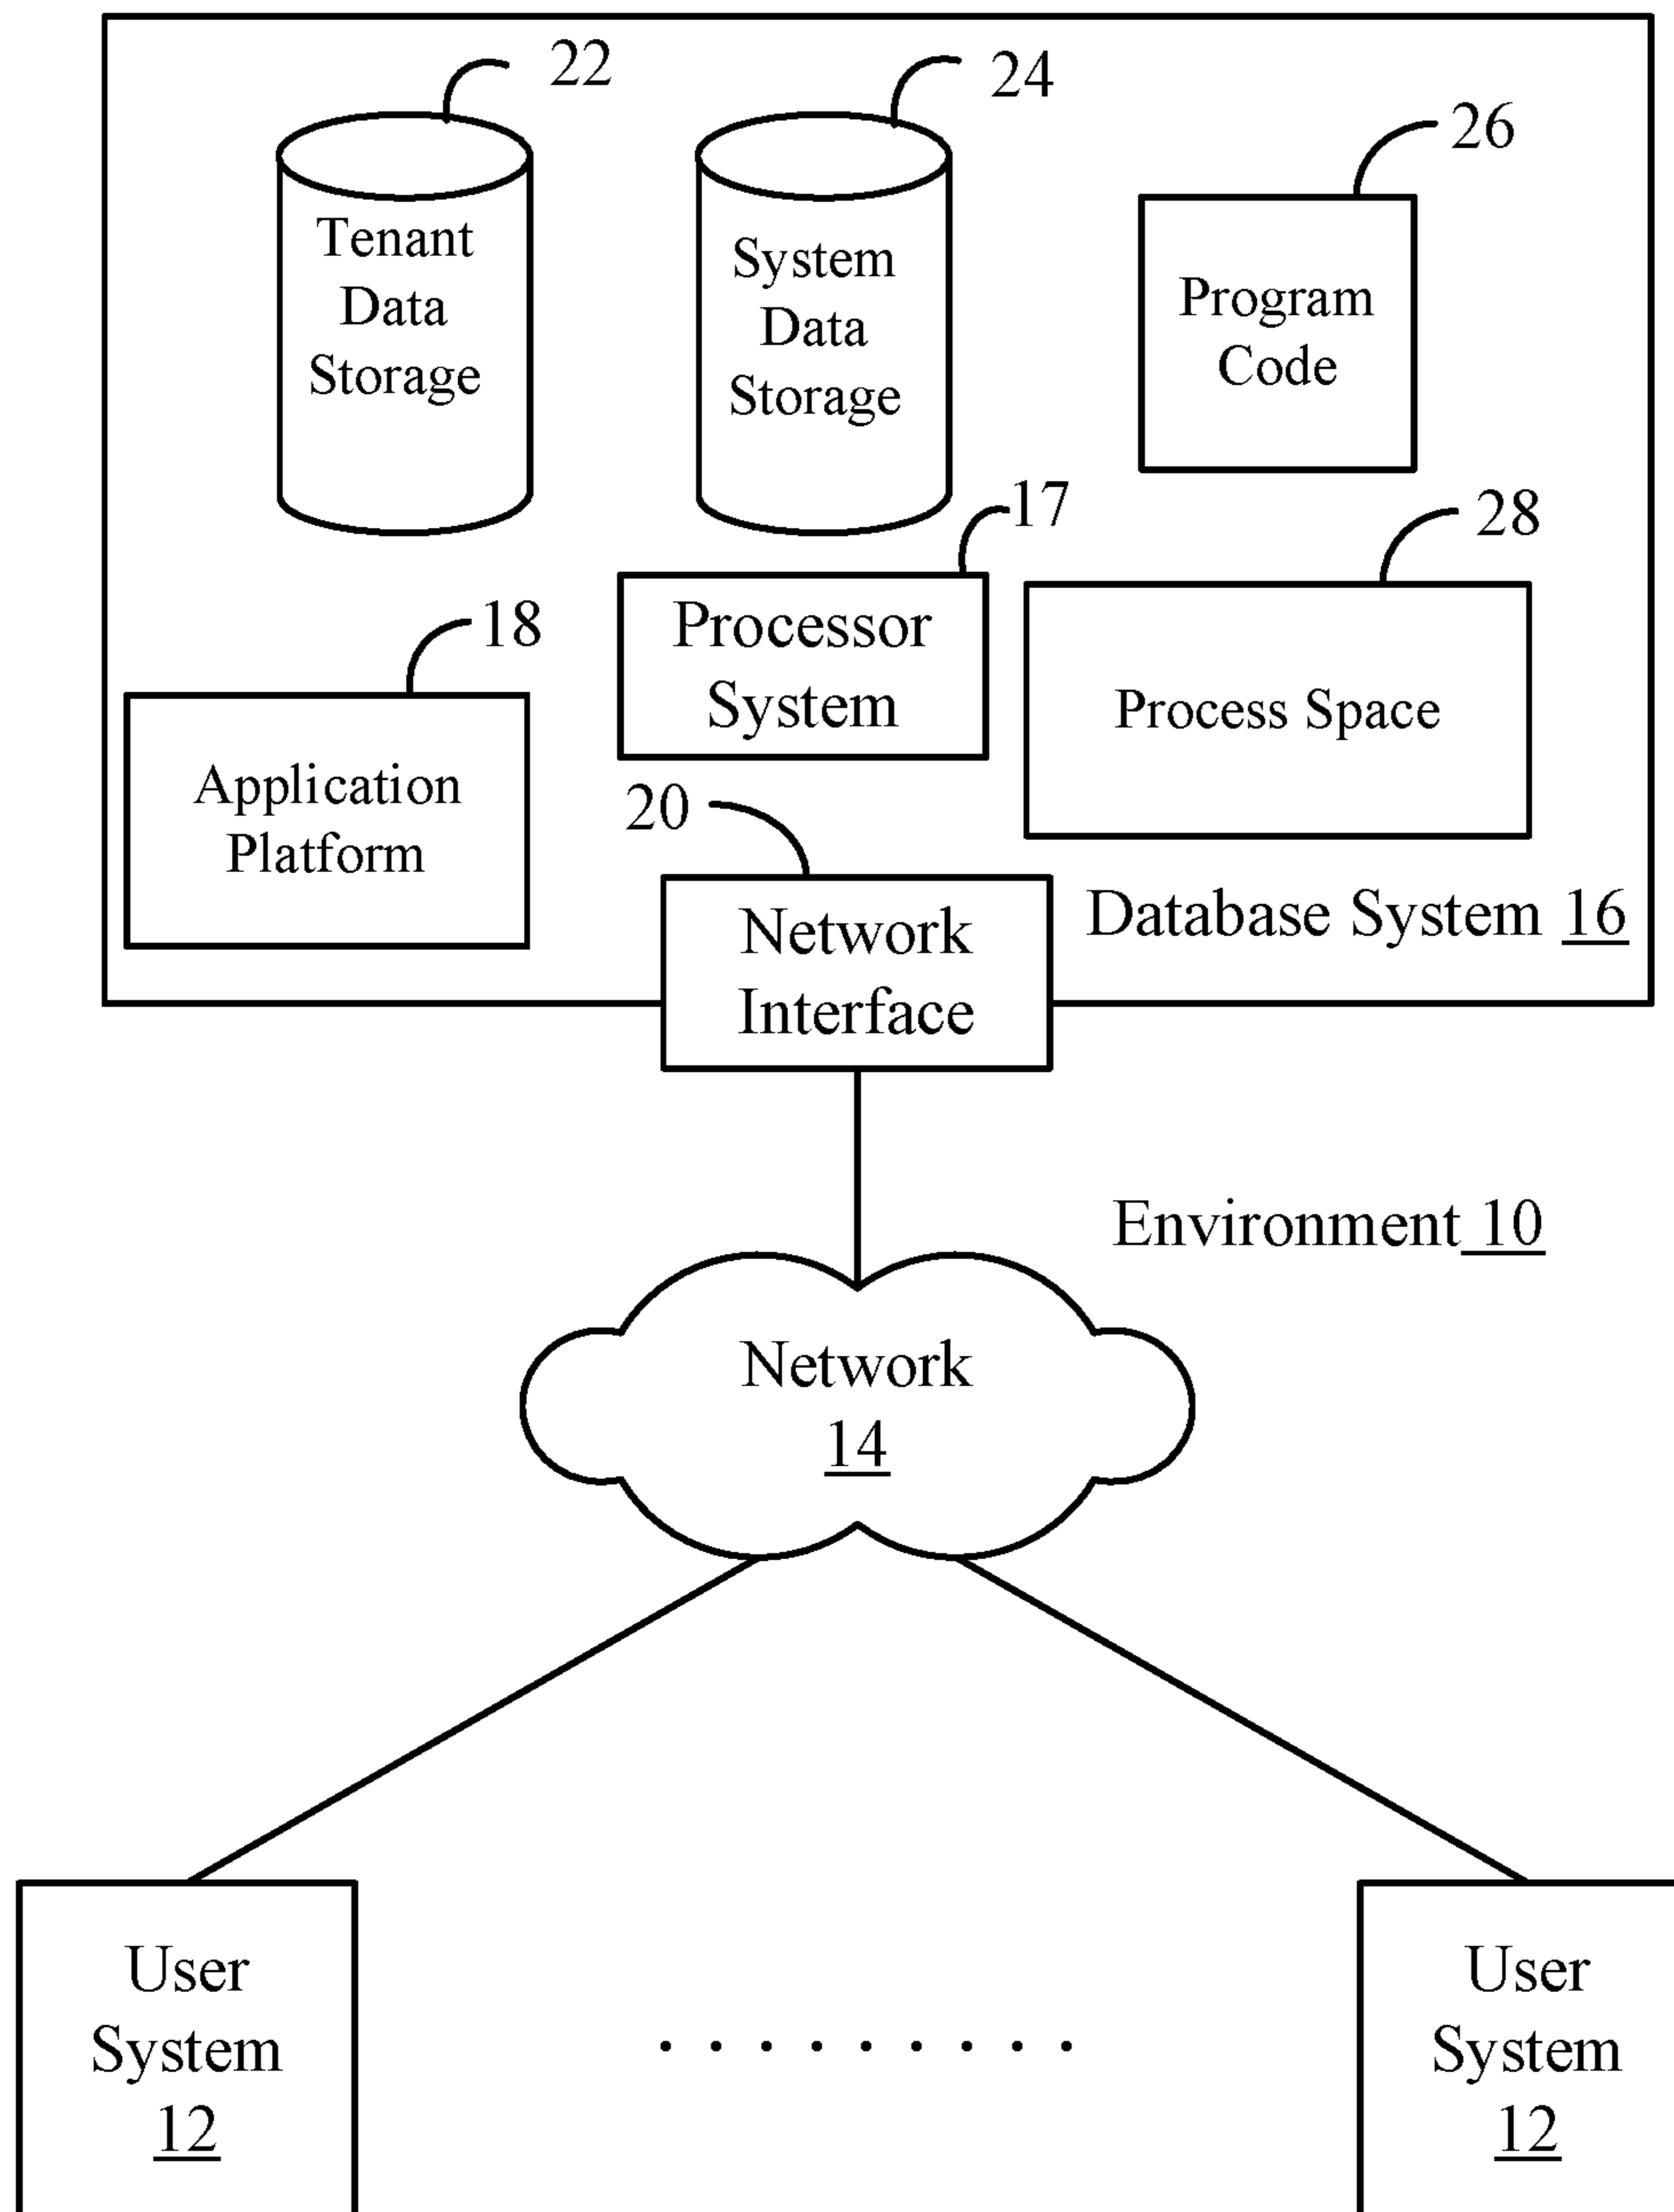 22
24
26
Tenant
Data
Storage
System
Data
Storage
Program
Code
17
28
18
Processor
System
Process Space
Application
Platform
20
Network
Interface
Database System 16
Environment 10
Network
14
User
System
12
User
System
12